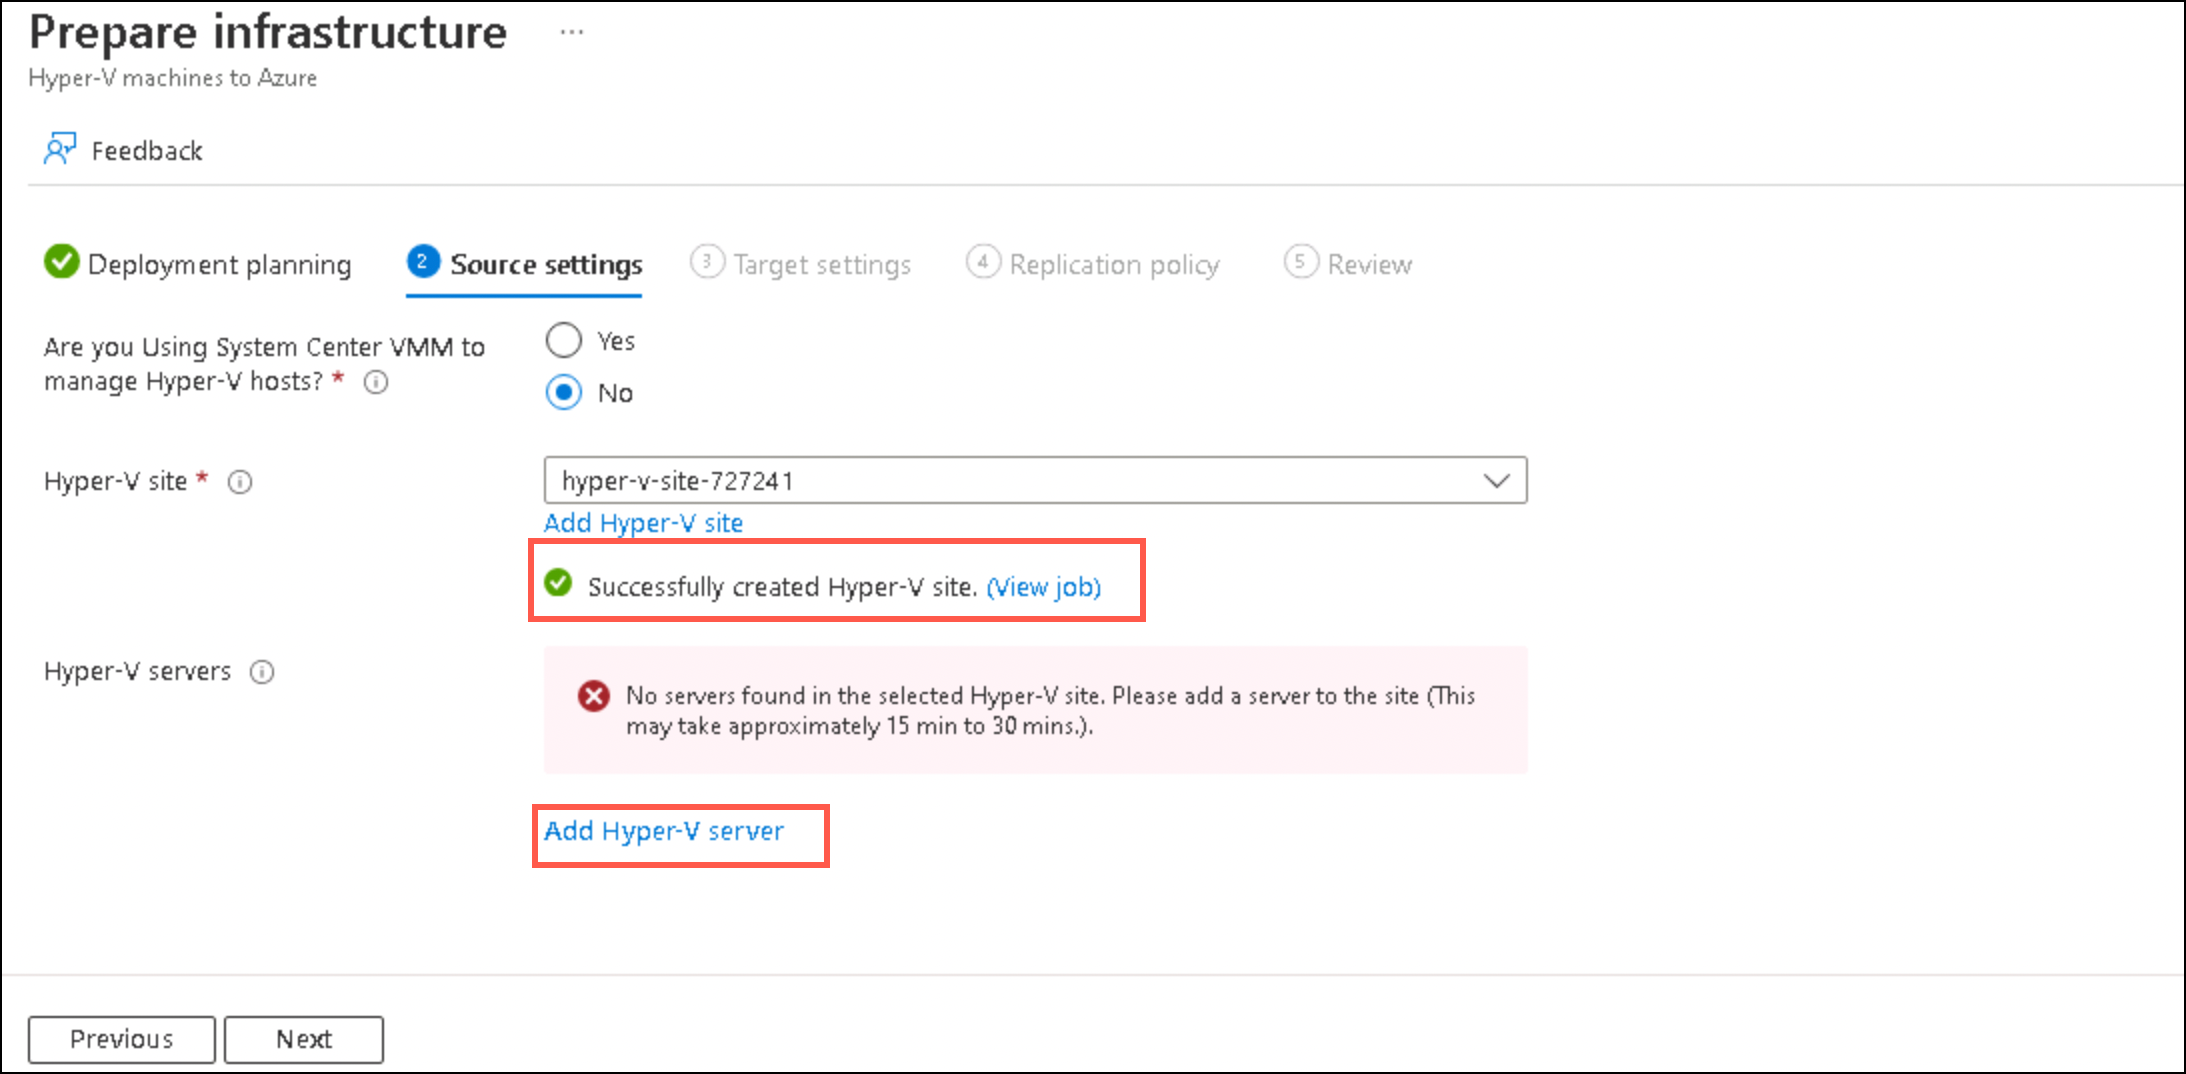 Prepare infrastructure ...
Hyper-V machines to Azure
Feedback
Deployment planning
2 Source settings
3 Target settings
4 Replication policy
5 Review
Are you Using System Center VMM to
manage Hyper-V hosts? *
Yes
No
Hyper-V site *
hyper-v-site-727241
Add Hyper-V site
Successfully created Hyper-V site. (View job)
Hyper-V servers
No servers found in the selected Hyper-V site. Please add a server to the site (This
may take approximately 15 min to 30 mins.).
Add Hyper-V server
Previous
Next